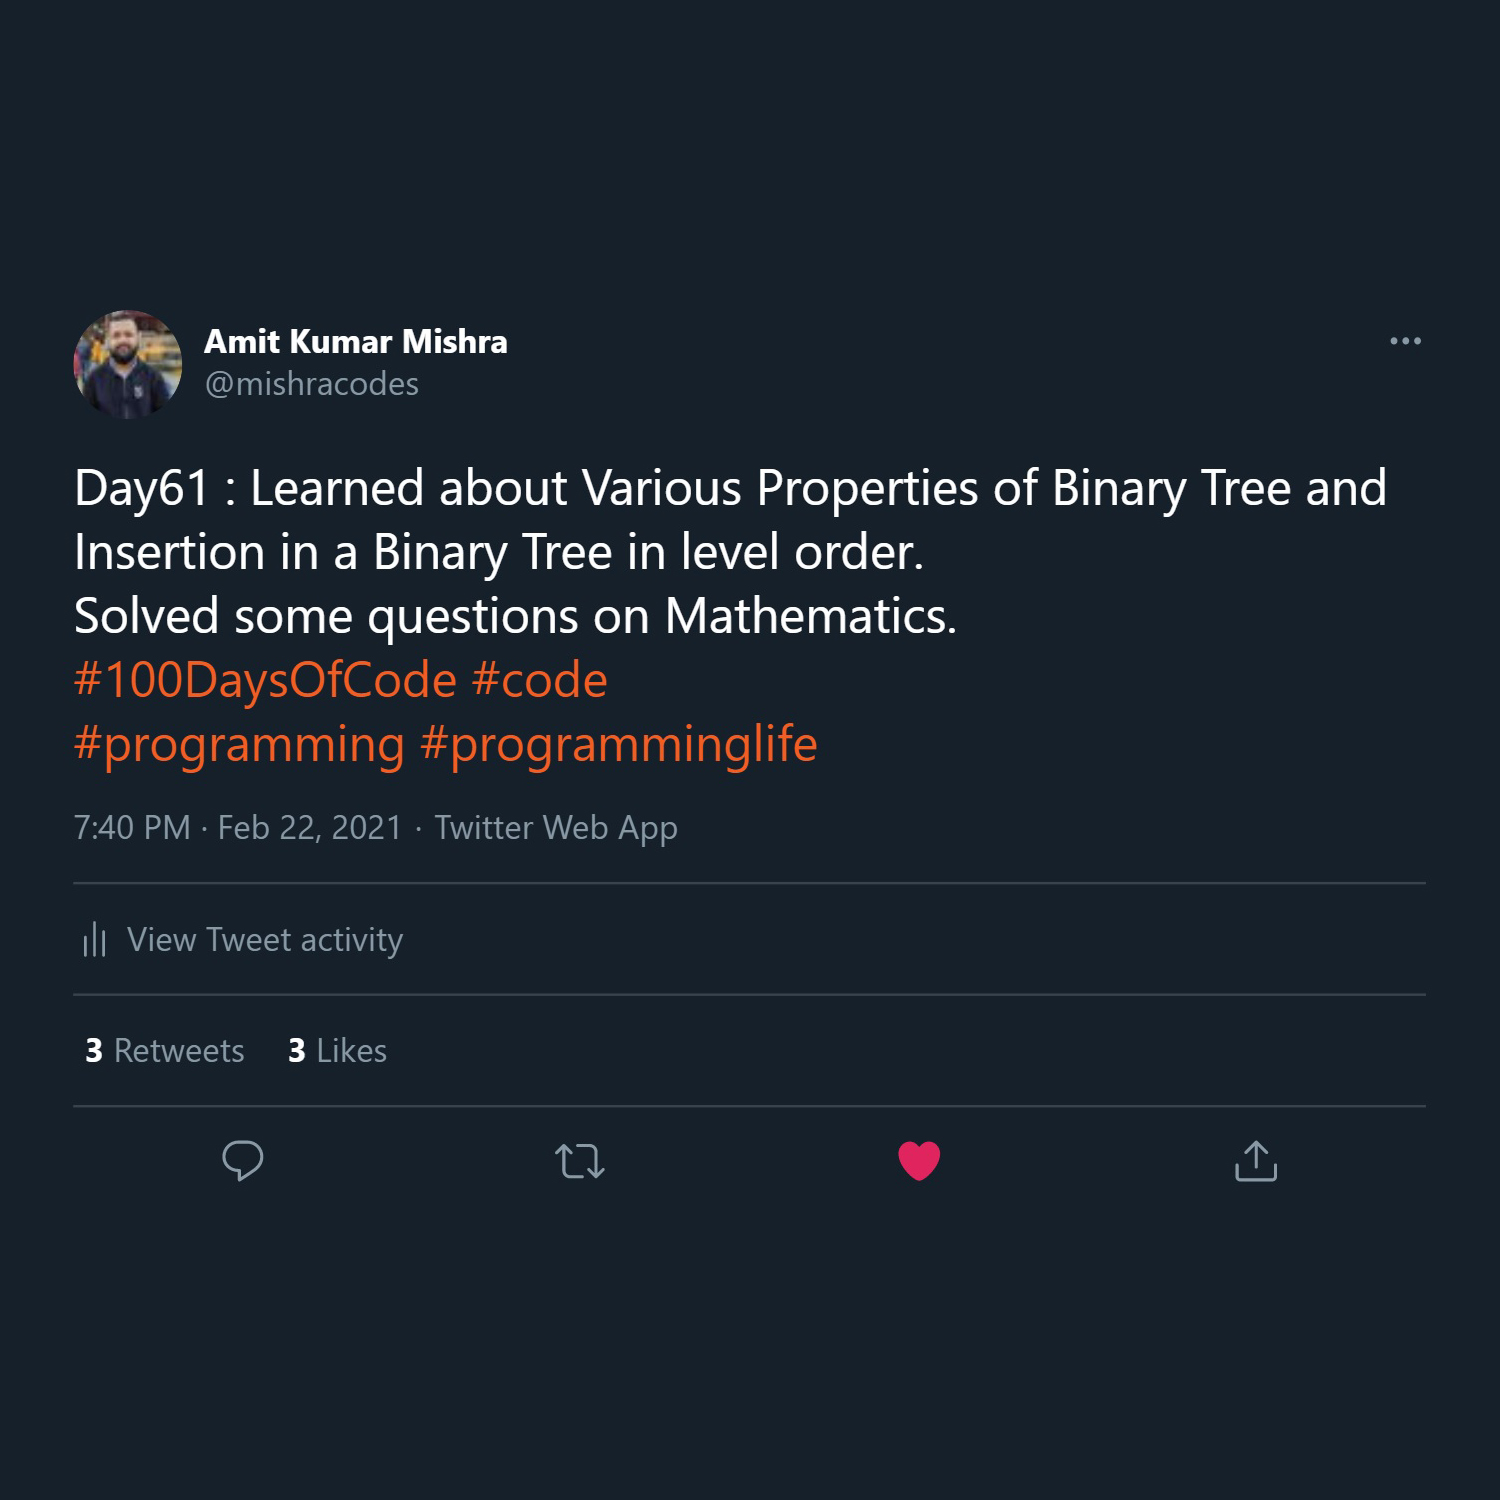 Amit Kumar Mishra
@mishracodes
Day61 : Learned about Various Properties of Binary Tree and
Insertion in a Binary Tree in level order.
Solved some questions on Mathematics.
#100DaysOfCode #code
#programming #programminglife
7:40 PM · Feb 22, 2021 · Twitter Web App
View Tweet activity
3 Retweets 3 Likes